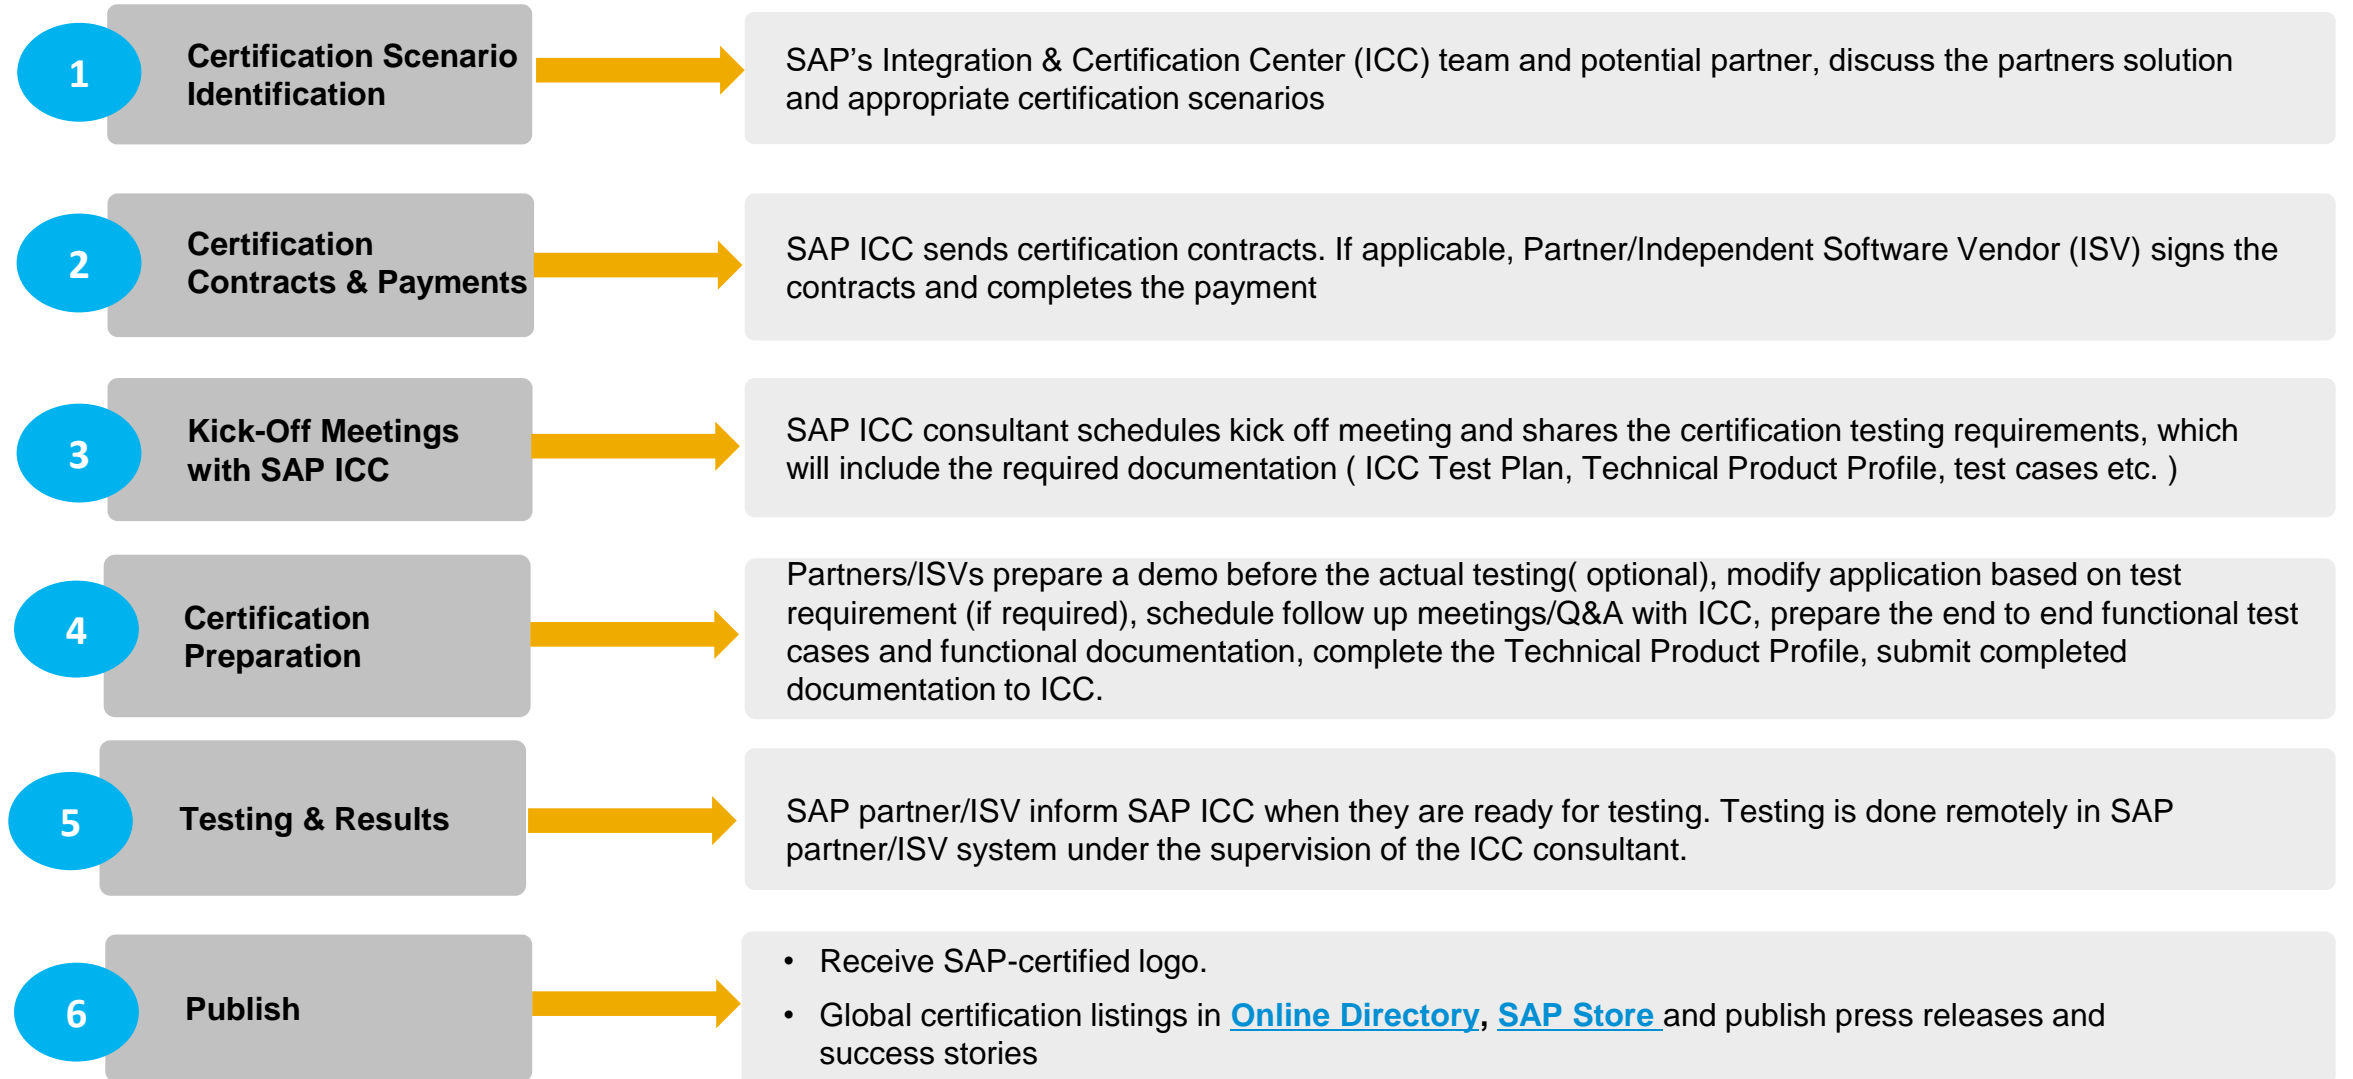 1
Certification Scenario
Identification
SAP’s Integration & Certification Center (ICC) team and potential partner, discuss the partners solution
and appropriate certification scenarios
2
Certification
Contracts & Payments
SAP ICC sends certification contracts. If applicable, Partner/Independent Software Vendor (ISV) signs the
contracts and completes the payment
3
Kick-Off Meetings
with SAP ICC
SAP ICC consultant schedules kick off meeting and shares the certification testing requirements, which
will include the required documentation ( ICC Test Plan, Technical Product Profile, test cases etc. )
4
Certification
Preparation
Partners/ISVs prepare a demo before the actual testing( optional), modify application based on test
requirement (if required), schedule follow up meetings/Q&A with ICC, prepare the end to end functional test
cases and functional documentation, complete the Technical Product Profile, submit completed
documentation to ICC.
5
Testing & Results
SAP partner/ISV inform SAP ICC when they are ready for testing. Testing is done remotely in SAP
partner/ISV system under the supervision of the ICC consultant.
6
Publish
• Receive SAP-certified logo.
• Global certification listings in Online Directory, SAP Store and publish press releases and
success stories